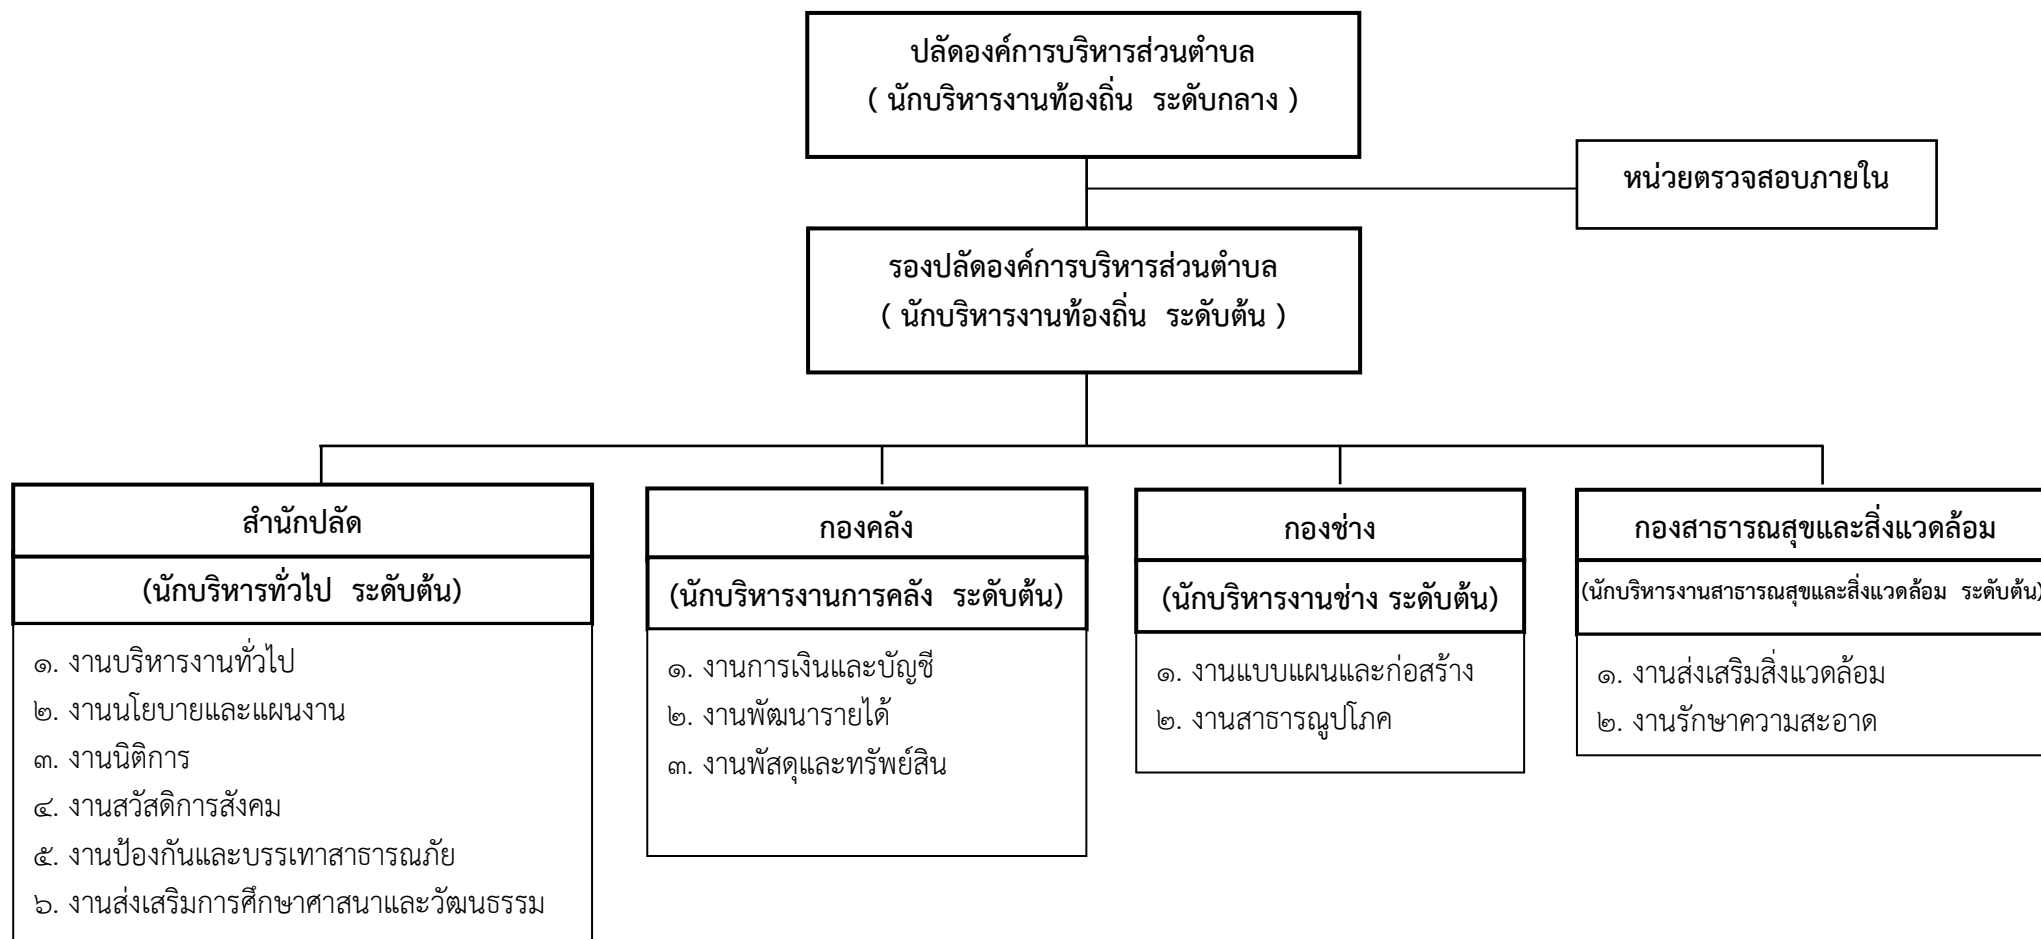 ปลัดองค์การบริหารส่วนตำบล
( นักบริหารงานท้องถิ่น ระดับกลาง )
หน่วยตรวจสอบภายใน
รองปลัดองค์การบริหารส่วนตำบล
( นักบริหารงานท้องถิ่น ระดับต้น )
สำนักปลัด
(นักบริหารทั่วไป ระดับต้น)
๑. งานบริหารงานทั่วไป
๒. งานนโยบายและแผนงาน
๓. งานนิติการ
๔. งานสวัสดิการสังคม
๕. งานป้องกันและบรรเทาสาธารณภัย
๖. งานส่งเสริมการศึกษาศาสนาและวัฒนธรรม
กองคลัง
(นักบริหารงานการคลัง ระดับต้น)
๑. งานการเงินและบัญชี
๒. งานพัฒนารายได้
๓. งานพัสดุและทรัพย์สิน
กองช่าง
(นักบริหารงานช่าง ระดับต้น)
๑. งานแบบแผนและก่อสร้าง
๒. งานสาธารณูปโภค
กองสาธารณสุขและสิ่งแวดล้อม
(นักบริหารงานสาธารณสุขและสิ่งแวดล้อม ระดับต้น)
๑. งานส่งเสริมสิ่งแวดล้อม
๒. งานรักษาความสะอาด